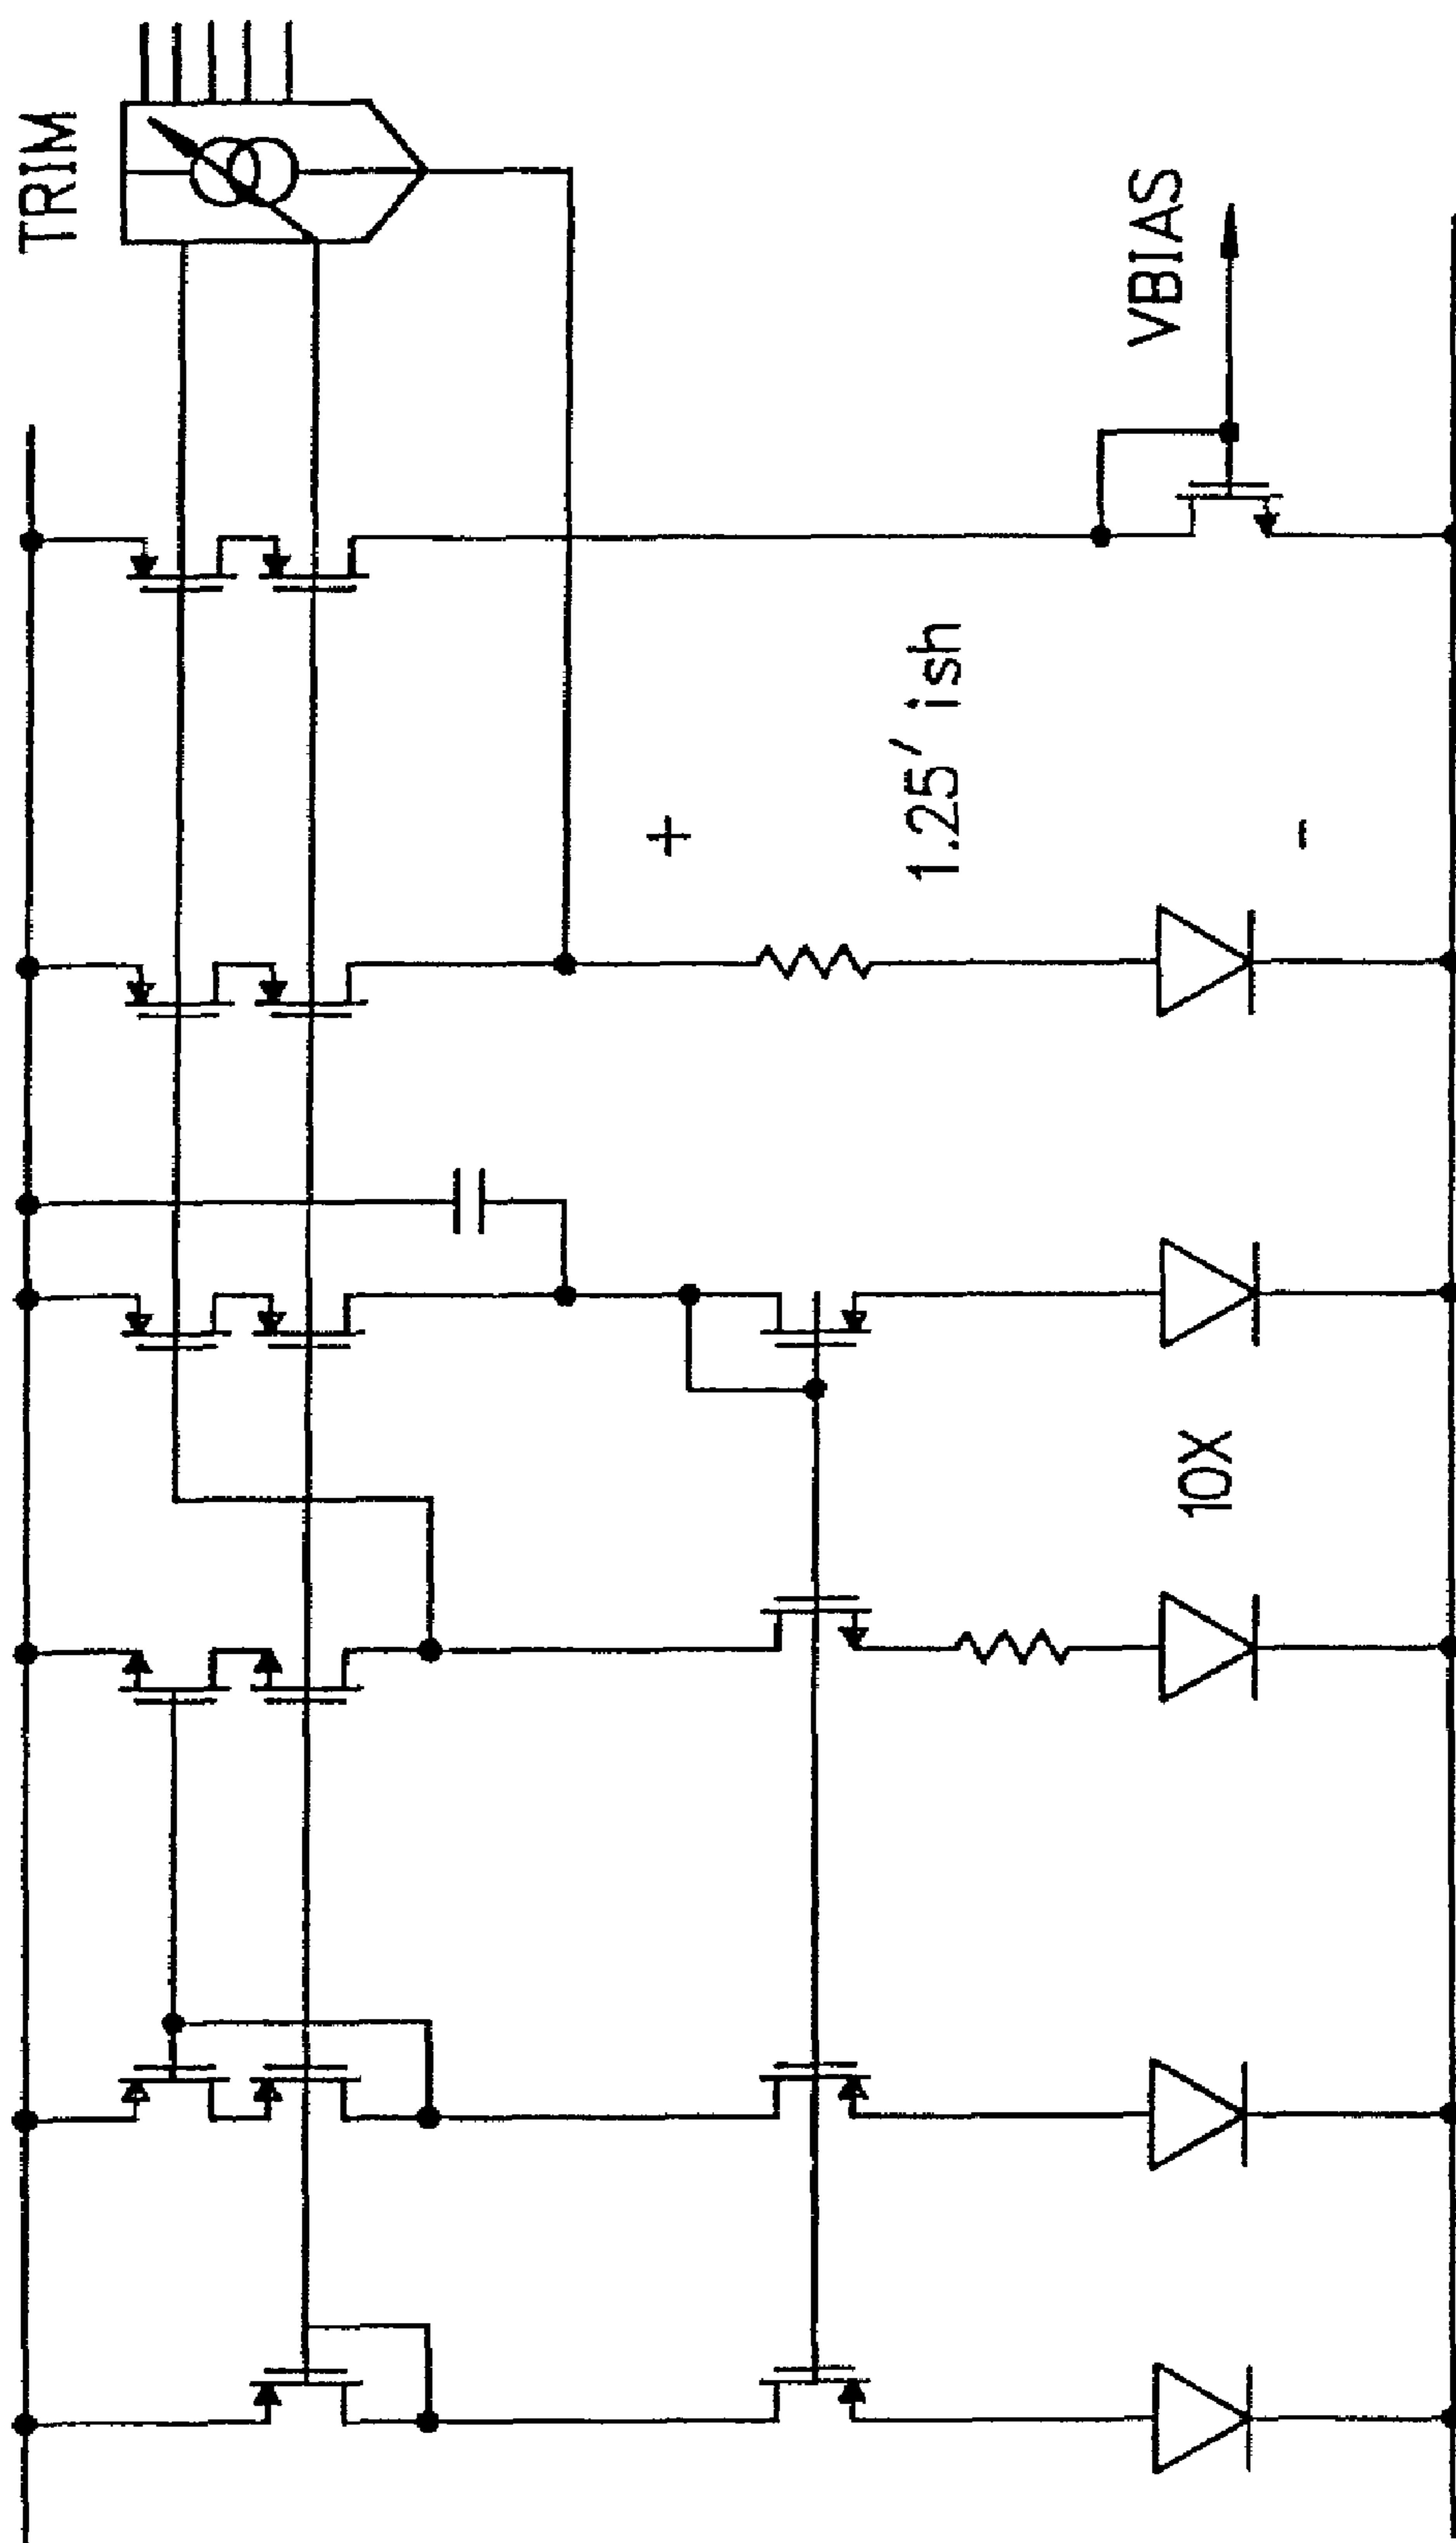 TRIM
VBIAS
+
1.25' ish
-
10X